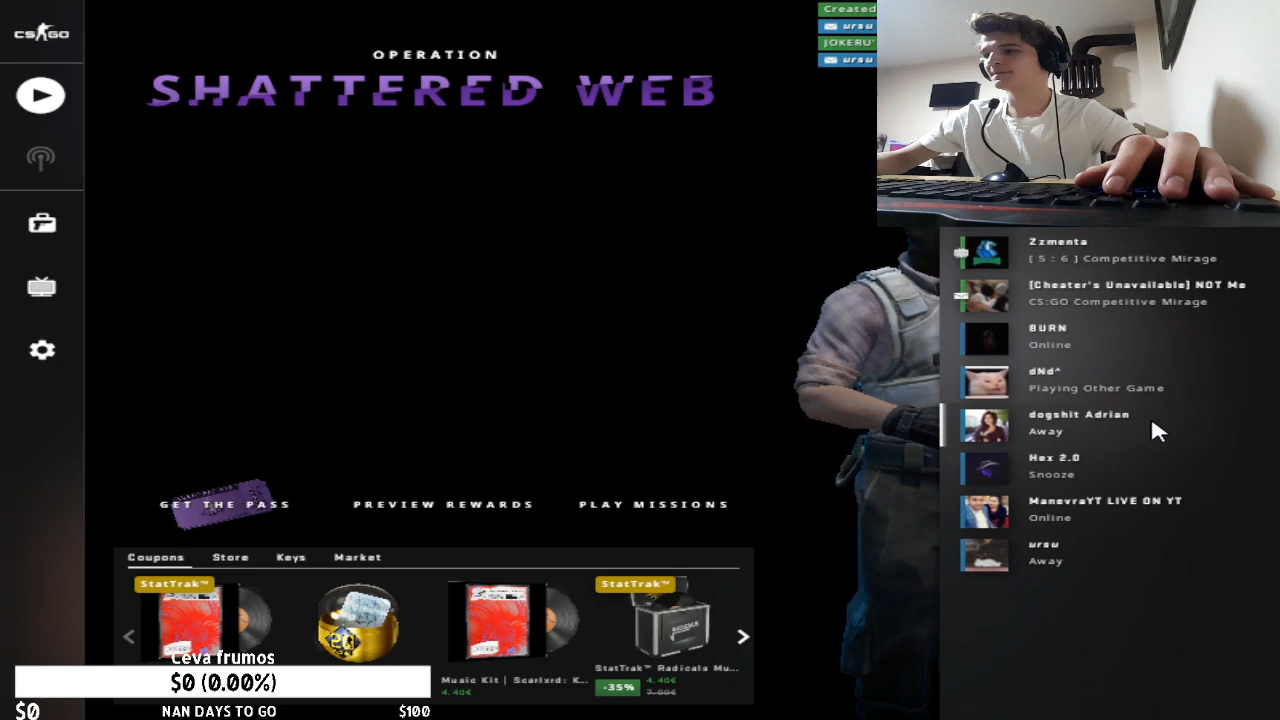 CS GO
OPERATION
SHATTERED WEB
Created
ursu
JOKERU'
ursu
Zzmenta
[ 5 : 6 ] Competitive Mirage
[Cheater's Unavailable] NOT Me
CS:GO Competitive Mirage
BURN
Online
dNd^
Playing Other Game
dogshit Adrian
Away
Hex 2.0
Snooze
ManevraYT LIVE ON YT
Online
ursu
Away
GET THE PASS
PREVIEW REWARDS
PLAY MISSIONS
Coupons Store Keys Market
StatTrak™
StatTrak™
Music Kit | Scarlxrd: K...
4.40€
StatTrak™ Radicals Mu...
-35% 4.40€
7.00€
Ceva frumos
$0 (0.00%)
$0 NAN DAYS TO GO $100